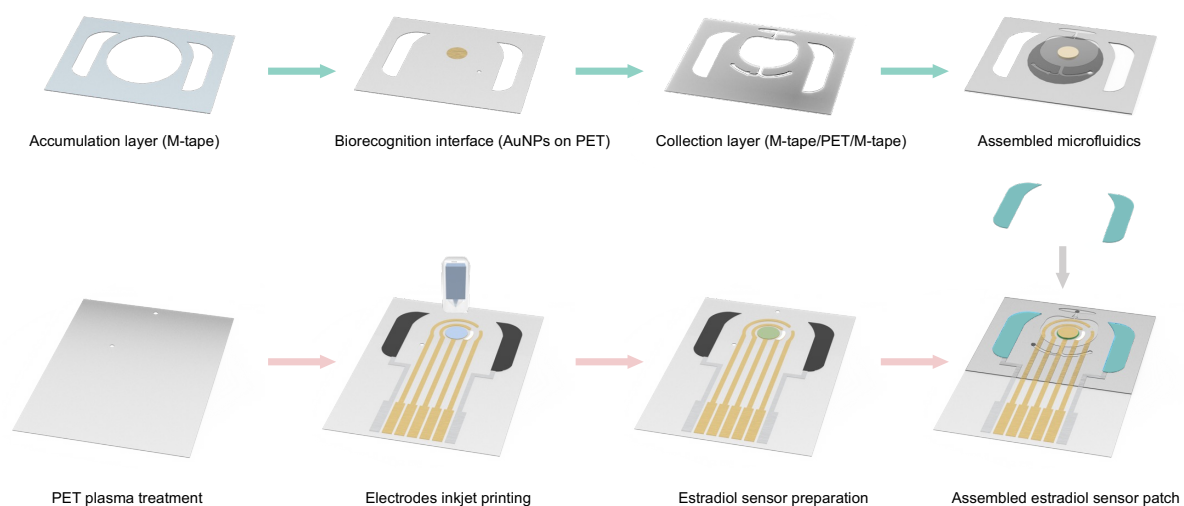 Accumulation layer (M-tape)
Biorecognition interface (AuNPs on PET)
Collection layer (M-tape/PET/M-tape)
Assembled microfluidics
PET plasma treatment
Electrodes inkjet printing
Estradiol sensor preparation
Assembled estradiol sensor patch